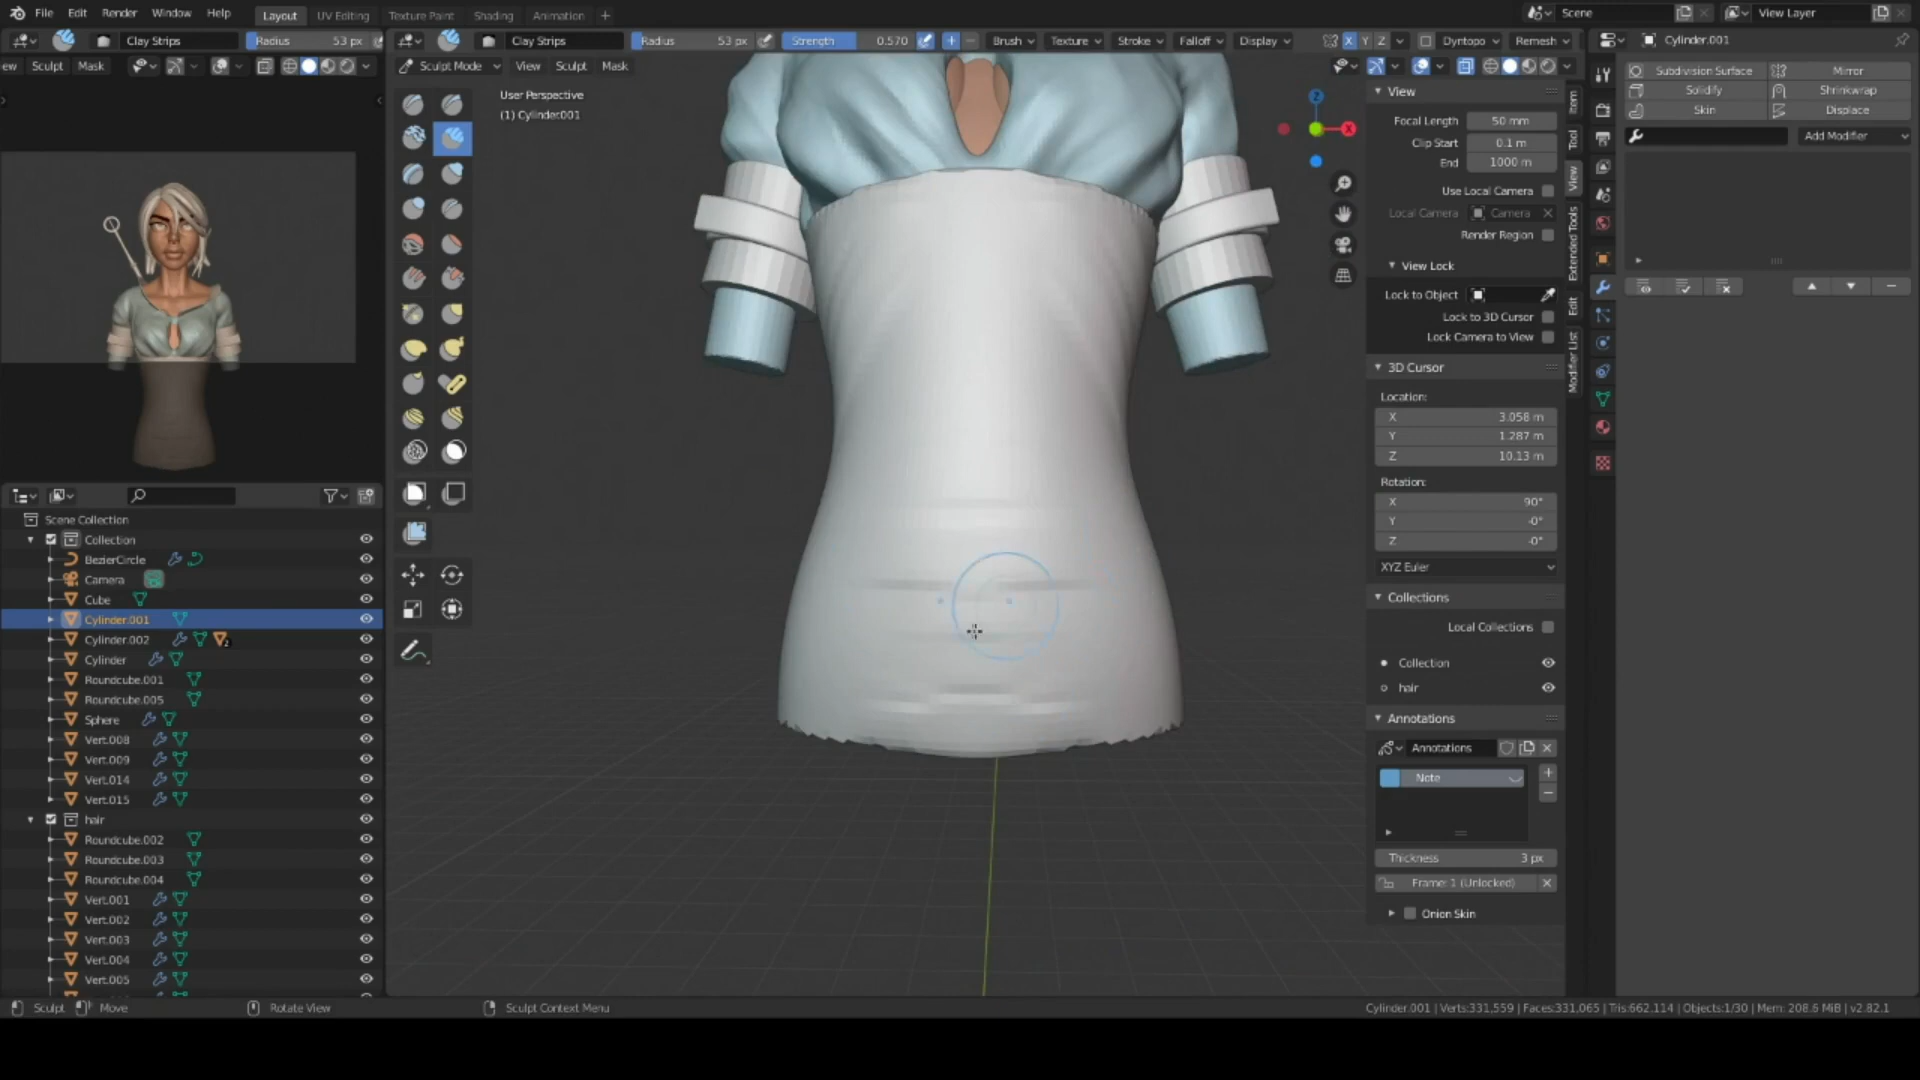 File Edit Render Window Help Layout UV Editing Texture Paint Shading Animation + Scene View Layer
Clay Strips Radius 53 px Clay Strips Radius 53 px Strength 0.570 Brush Texture Stroke Falloff Display X Y Z Dyntopo Remesh Cylinder.001
ew Sculpt Mask Sculpt Mode View Sculpt Mask
User Perspective
(1) Cylinder.001
Z
X
View
Focal Length 50 mm
Clip Start 0.1 m
End 1000 m
Use Local Camera
Local Camera Camera
Render Region
View Lock
Lock to Object
Lock to 3D Cursor
Lock Camera to View
3D Cursor
Location:
X 3.058 m
Y 1.287 m
Z 10.13 m
Rotation:
X 90°
Y -0°
Z -0°
XYZ Euler
Collections
Local Collections
Collection
hair
Annotations
Annotations
Note
Thickness 3 px
Frame: 1 (Unlocked)
Onion Skin
Item
Tool
View
Extended Tools
Edit
Modifier List
Subdivision Surface Mirror
Solidify Shrinkwrap
Skin Displace
Add Modifier
Scene Collection
Collection
BezierCircle
Camera
Cube
Cylinder.001
Cylinder.002
Cylinder
Roundcube.001
Roundcube.005
Sphere
Vert.008
Vert.009
Vert.014
Vert.015
hair
Roundcube.002
Roundcube.003
Roundcube.004
Vert.001
Vert.002
Vert.003
Vert.004
Vert.005
Sculpt Move Rotate View Sculpt Context Menu Cylinder.001 | Verts:331,559 | Faces:331,065 | Tris:662,114 | Objects:1/30 | Mem: 208.6 MiB | v2.82.1